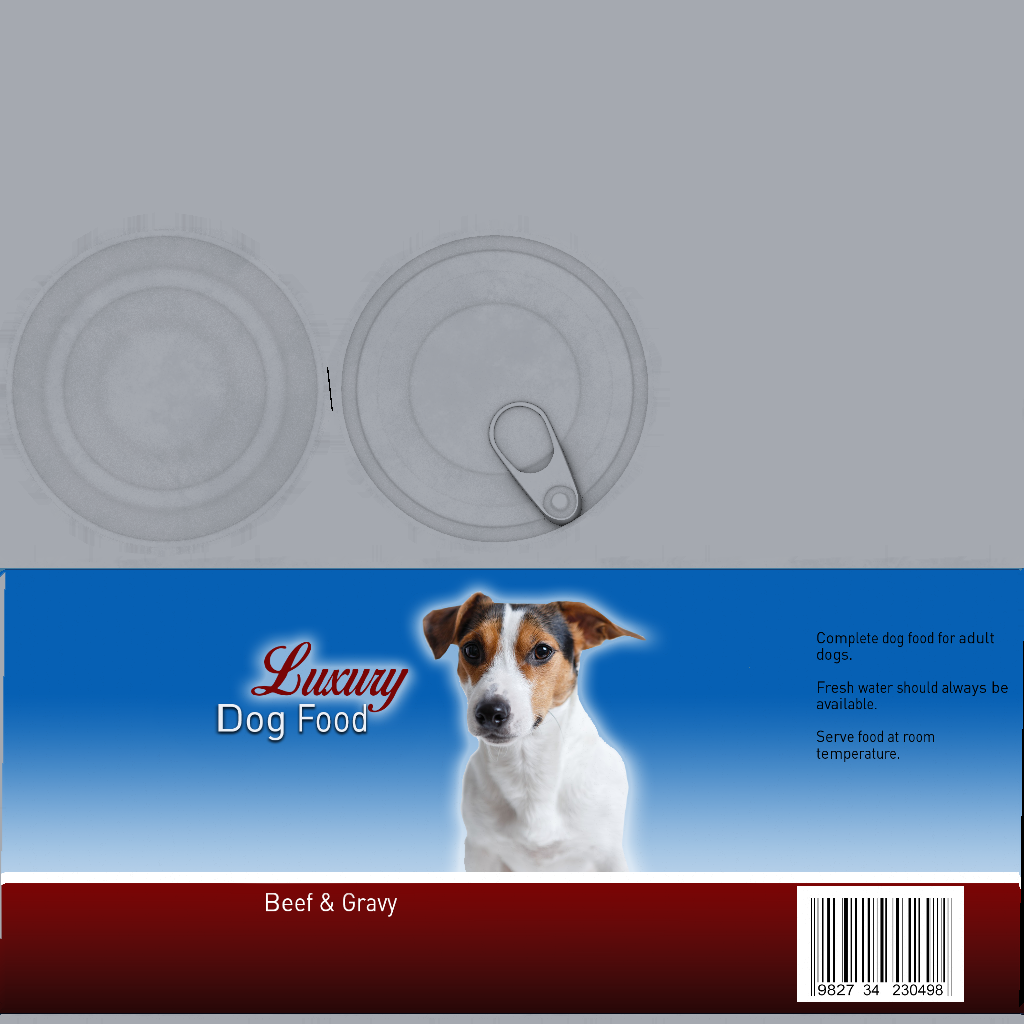 Luxury
Dog Food
Complete dog food for adult
dogs.
Fresh water should always be
available.
Serve food at room
temperature.
Beef & Gravy
9827 34 230498